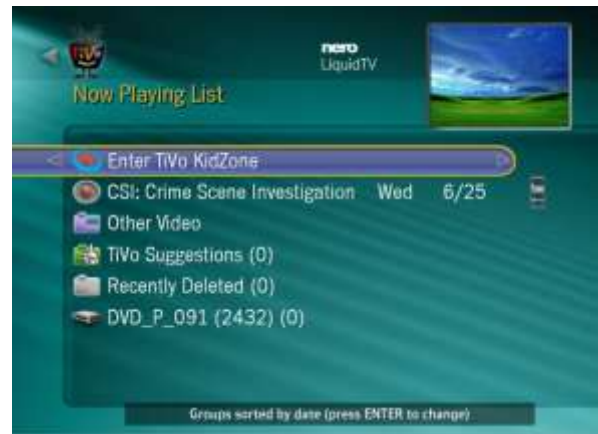 TiVo
nero
LiquidTV
Now Playing List
Enter TiVo KidZone
CSI: Crime Scene Investigation Wed 6/25
Other Video
TiVo Suggestions (0)
Recently Deleted (0)
DVD_P_091 (2432) (0)
Groups sorted by date (press ENTER to change)